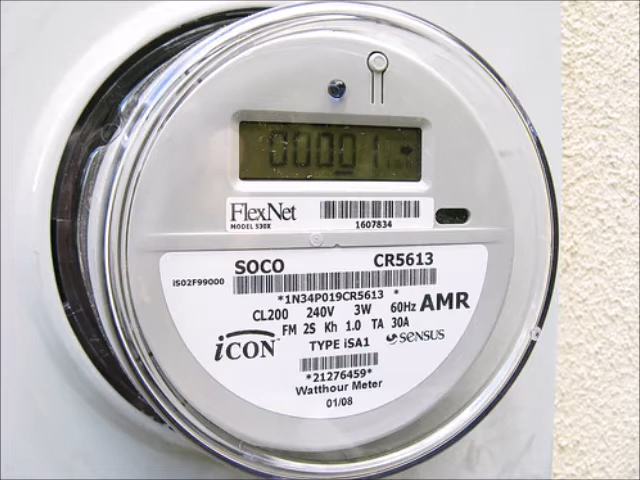 00001
FlexNet
MODEL 530X
1607834
SOCO CR5613
iS02F99000
*1N34P019CR5613 *
CL200 240V 3W 60Hz AMR
FM 2S Kh 1.0 TA 30A
iCON TYPE iSA1 SENSUS
*21276459*
Watthour Meter
01/08